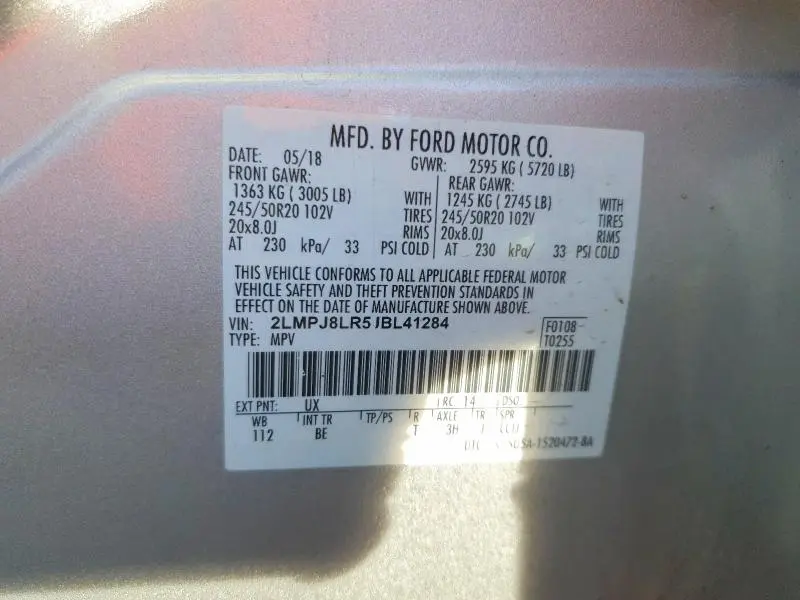 MFD. BY FORD MOTOR CO.
DATE: 05/18 GVWR: 2595 KG ( 5720 LB)
FRONT GAWR: REAR GAWR:
1363 KG ( 3005 LB) WITH 1245 KG ( 2745 LB) WITH
245/50R20 102V TIRES 245/50R20 102V TIRES
20x8.0J RIMS 20x8.0J RIMS
AT 230 kPa/ 33 PSI COLD AT 230 kPa/ 33 PSI COLD
THIS VEHICLE CONFORMS TO ALL APPLICABLE FEDERAL MOTOR
VEHICLE SAFETY AND THEFT PREVENTION STANDARDS IN
EFFECT ON THE DATE OF MANUFACTURE SHOWN ABOVE.
VIN: 2LMPJ8LR5JBL41284 F0108
TYPE: MPV T0255
EXT PNT: UX RC: 14 DSO:
WB INT TR TP/PS R AXLE TR SPR
112 BE T 3H